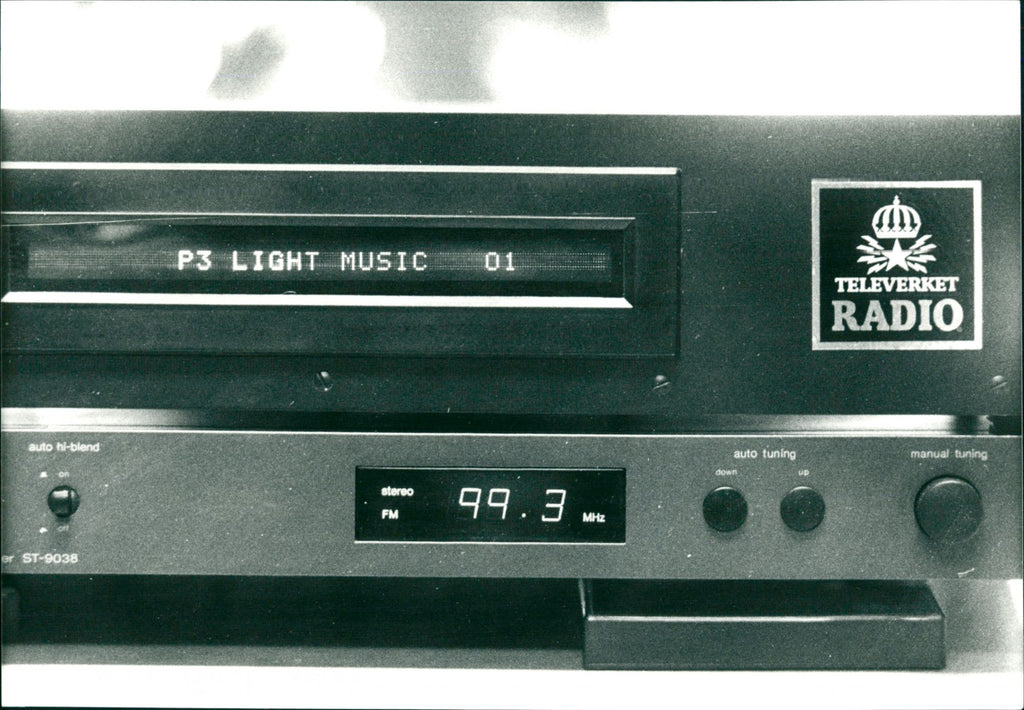 P3 LIGHT MUSIC 01
TELEVERKET
RADIO
auto hi-blend
on
off
er ST-9038
stereo
FM
99.3
MHz
auto tuning
down
up
manual tuning